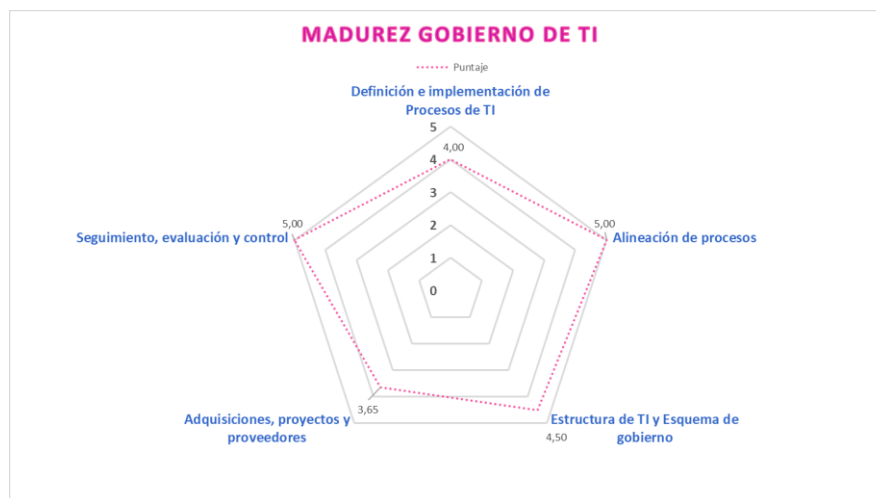 MADUREZ GOBIERNO DE TI
Puntaje
Definición e implementación de
Procesos de TI
5
4,00
4
3
2
1
0
5,00
Seguimiento, evaluación y control
5,00
Alineación de procesos
3,65
Adquisiciones, proyectos y
proveedores
Estructura de TI y Esquema de
gobierno
4,50